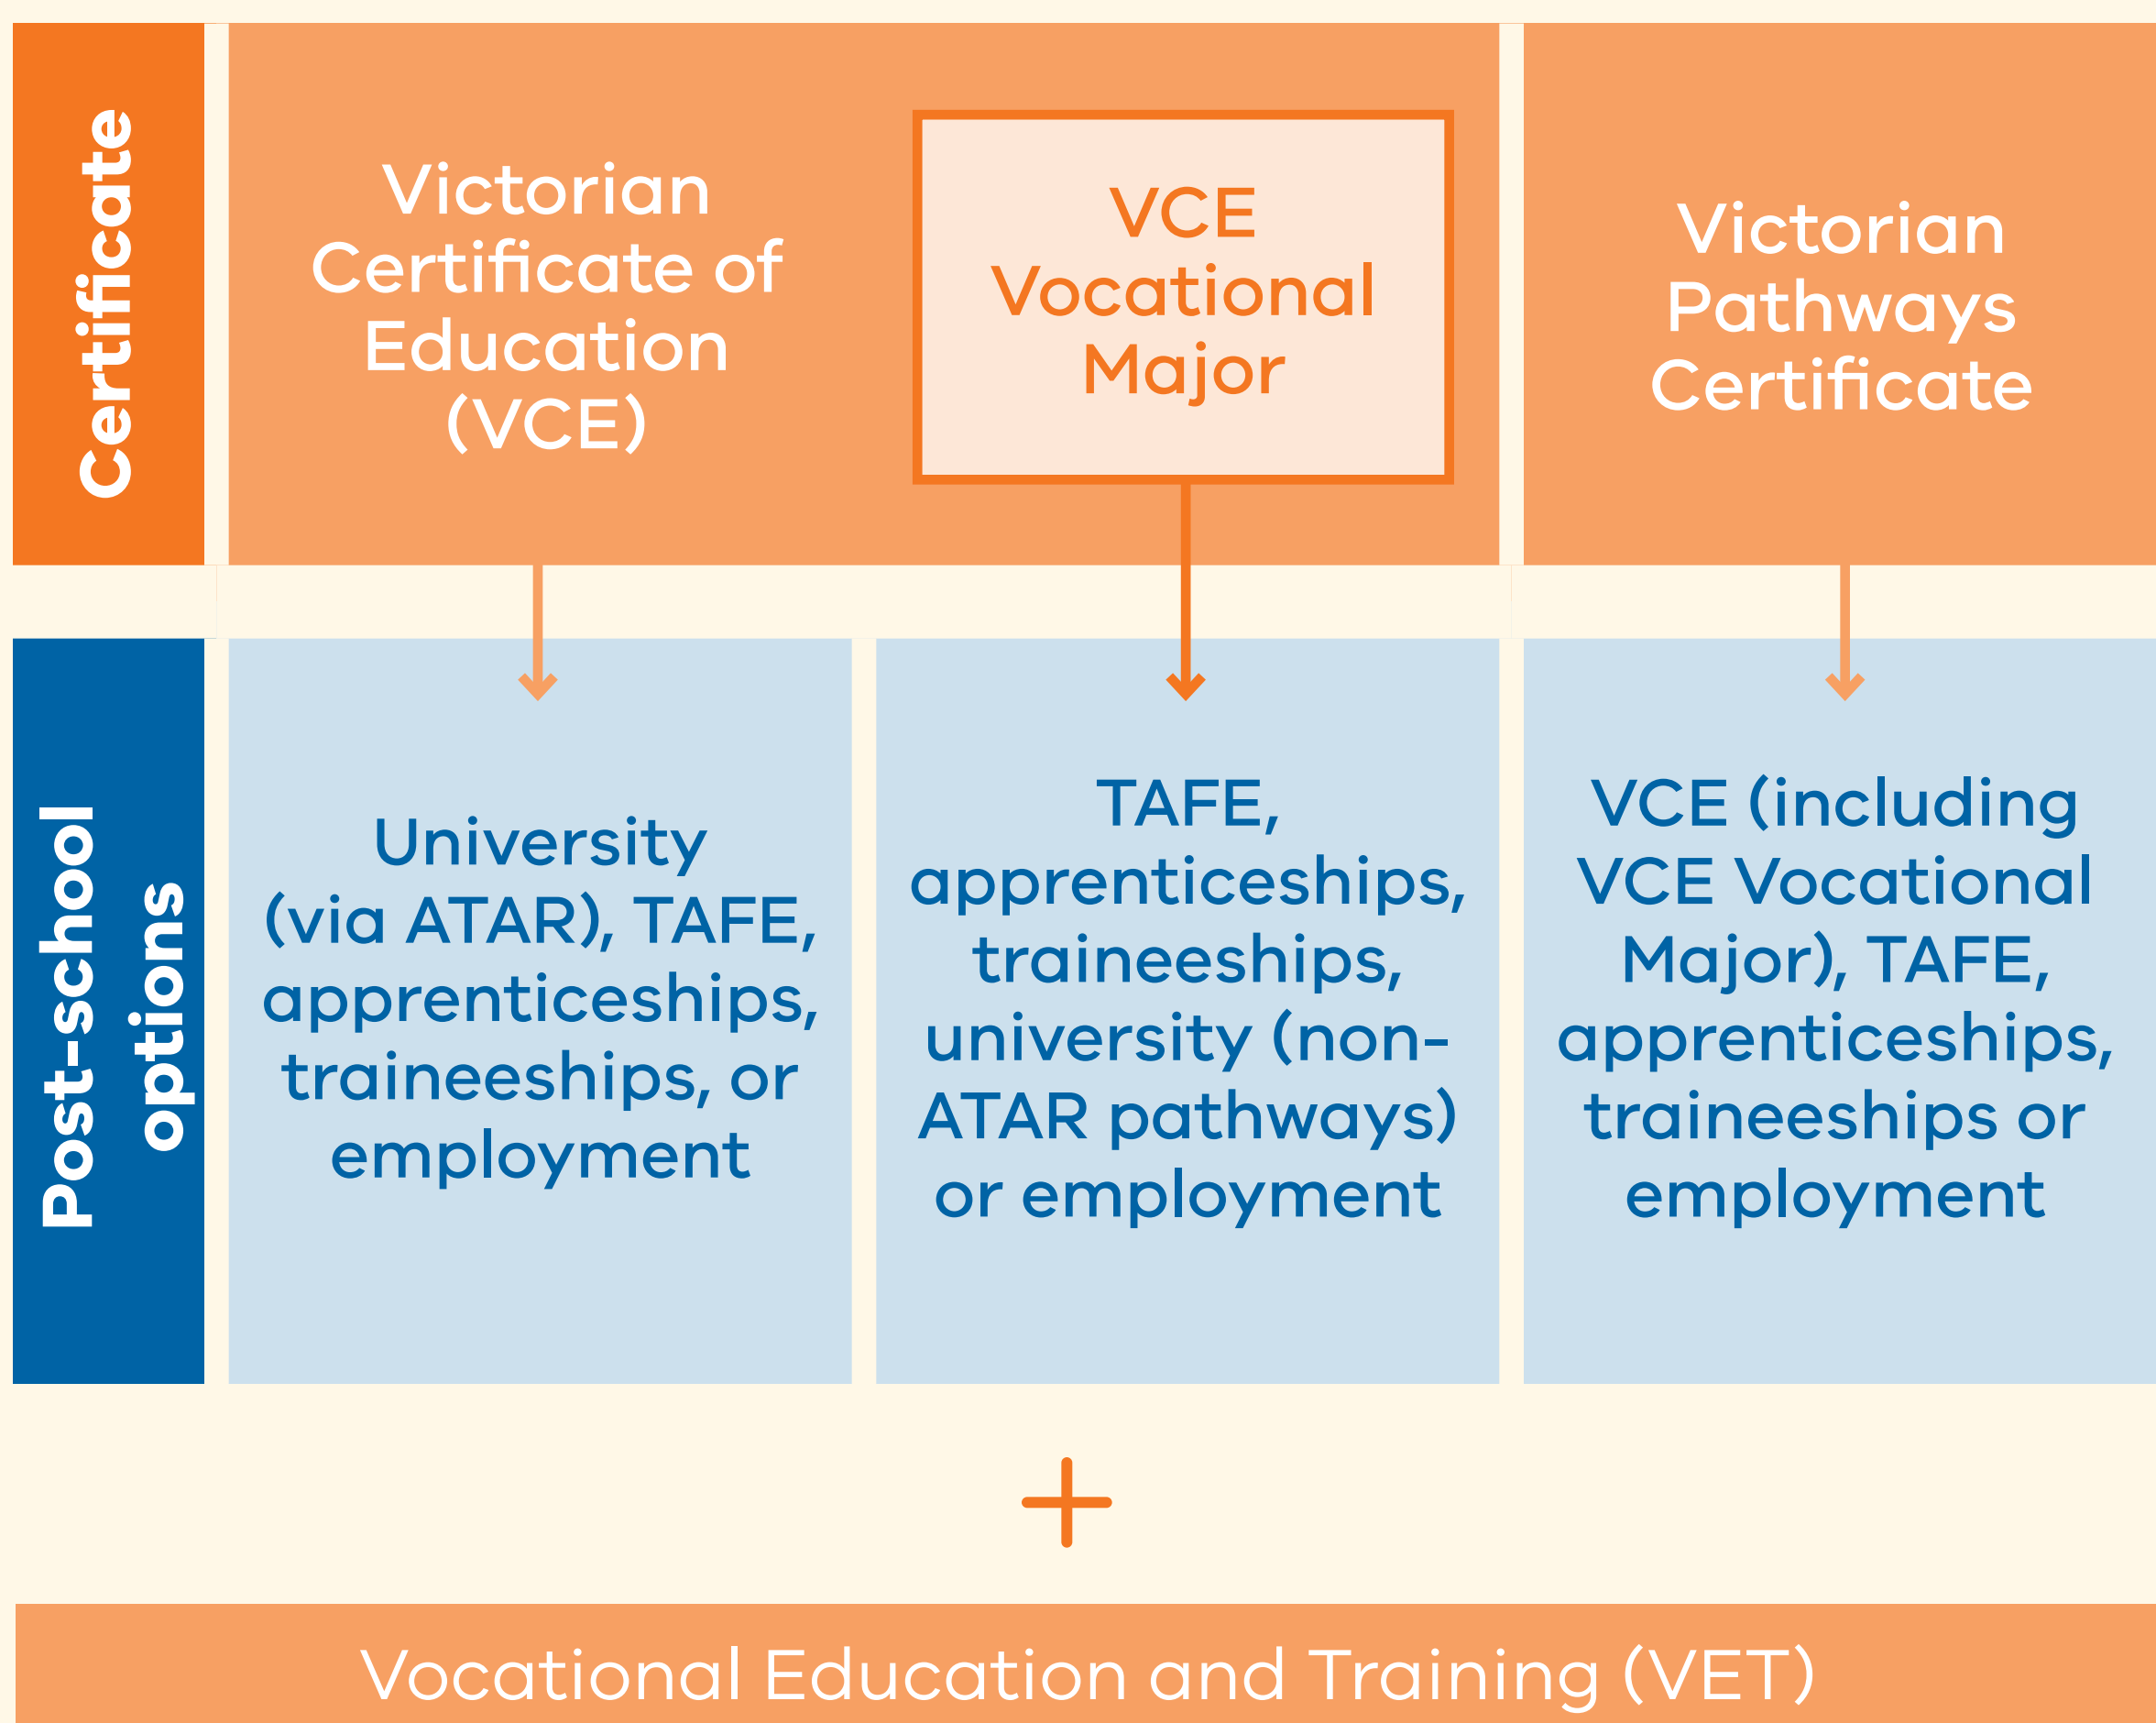 Certificate
Victorian
Certificate of
Education
(VCE)
VCE
Vocational
Major
Victorian
Pathways
Certificate
Post-school
options
University
(via ATAR), TAFE,
apprenticeships,
traineeships, or
employment
TAFE,
apprenticeships,
traineeships,
university (non-
ATAR pathways)
or employment
VCE (including
VCE Vocational
Major), TAFE,
apprenticeships,
traineeships or
employment
+
Vocational Education and Training (VET)